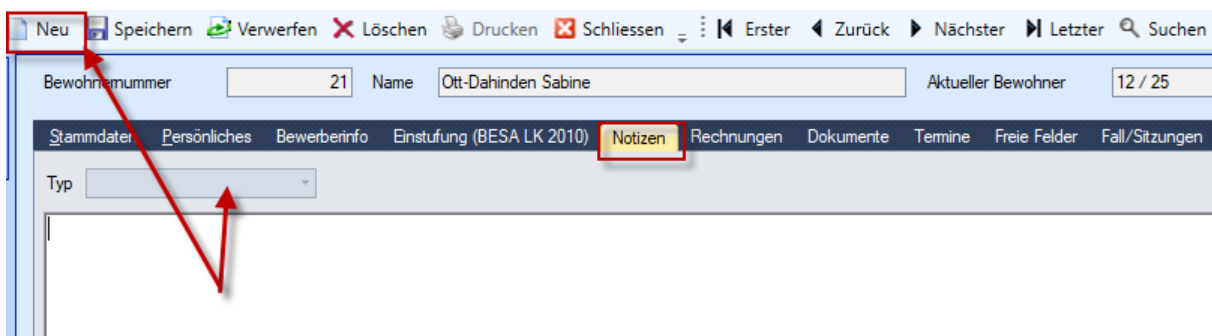 Neu Speichern Verwerfen Löschen Drucken Schliessen Erster Zurück Nächster Letzter Suchen
Bewohnernummer 21 Name Ott-Dahinden Sabine Aktueller Bewohner 12 / 25
Stammdaten Persönliches Bewerberinfo Einstufung (BESA LK 2010) Notizen Rechnungen Dokumente Termine Freie Felder Fall/Sitzungen
Typ